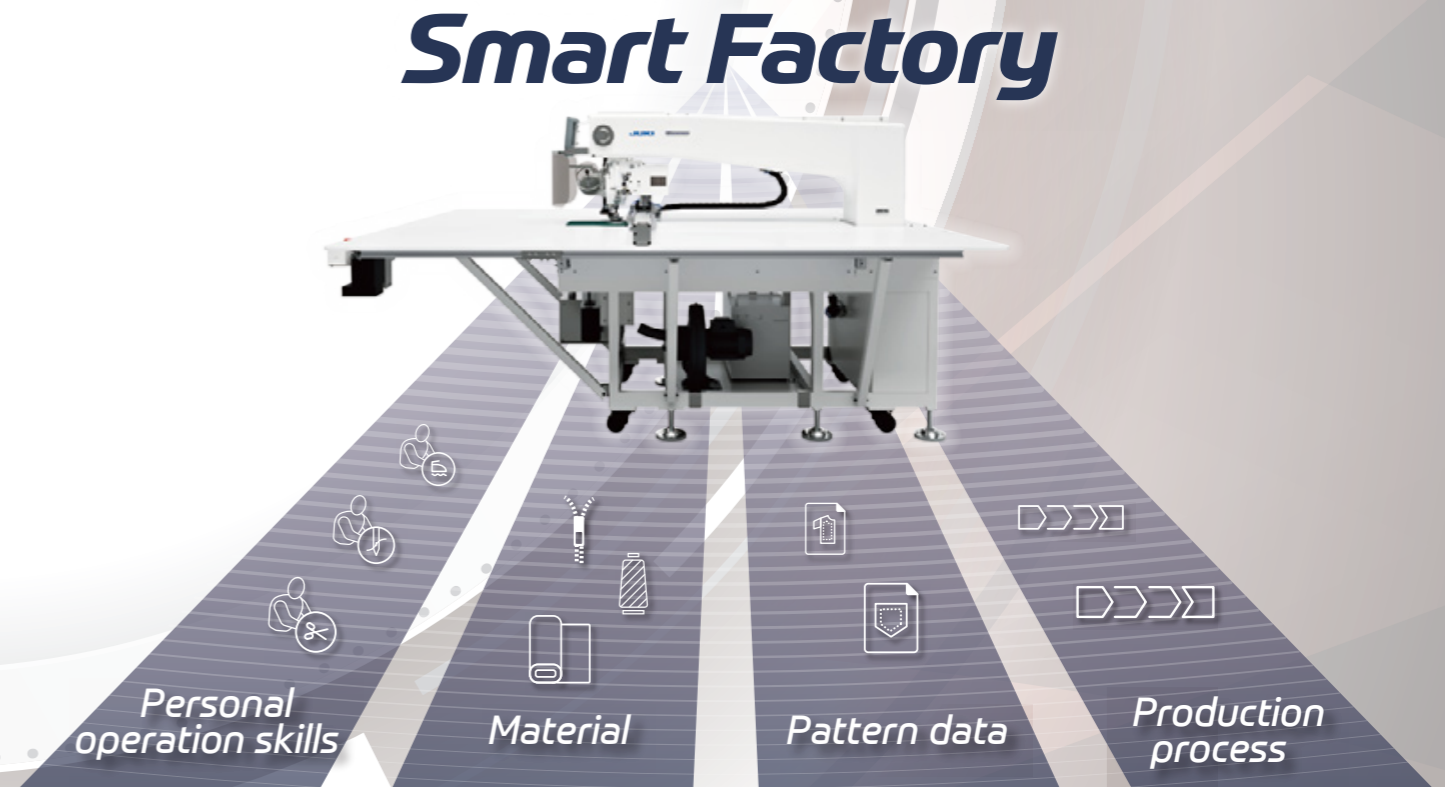 Smart Factory
JUKI
Personal
operation skills
Material
Pattern data
Production
process